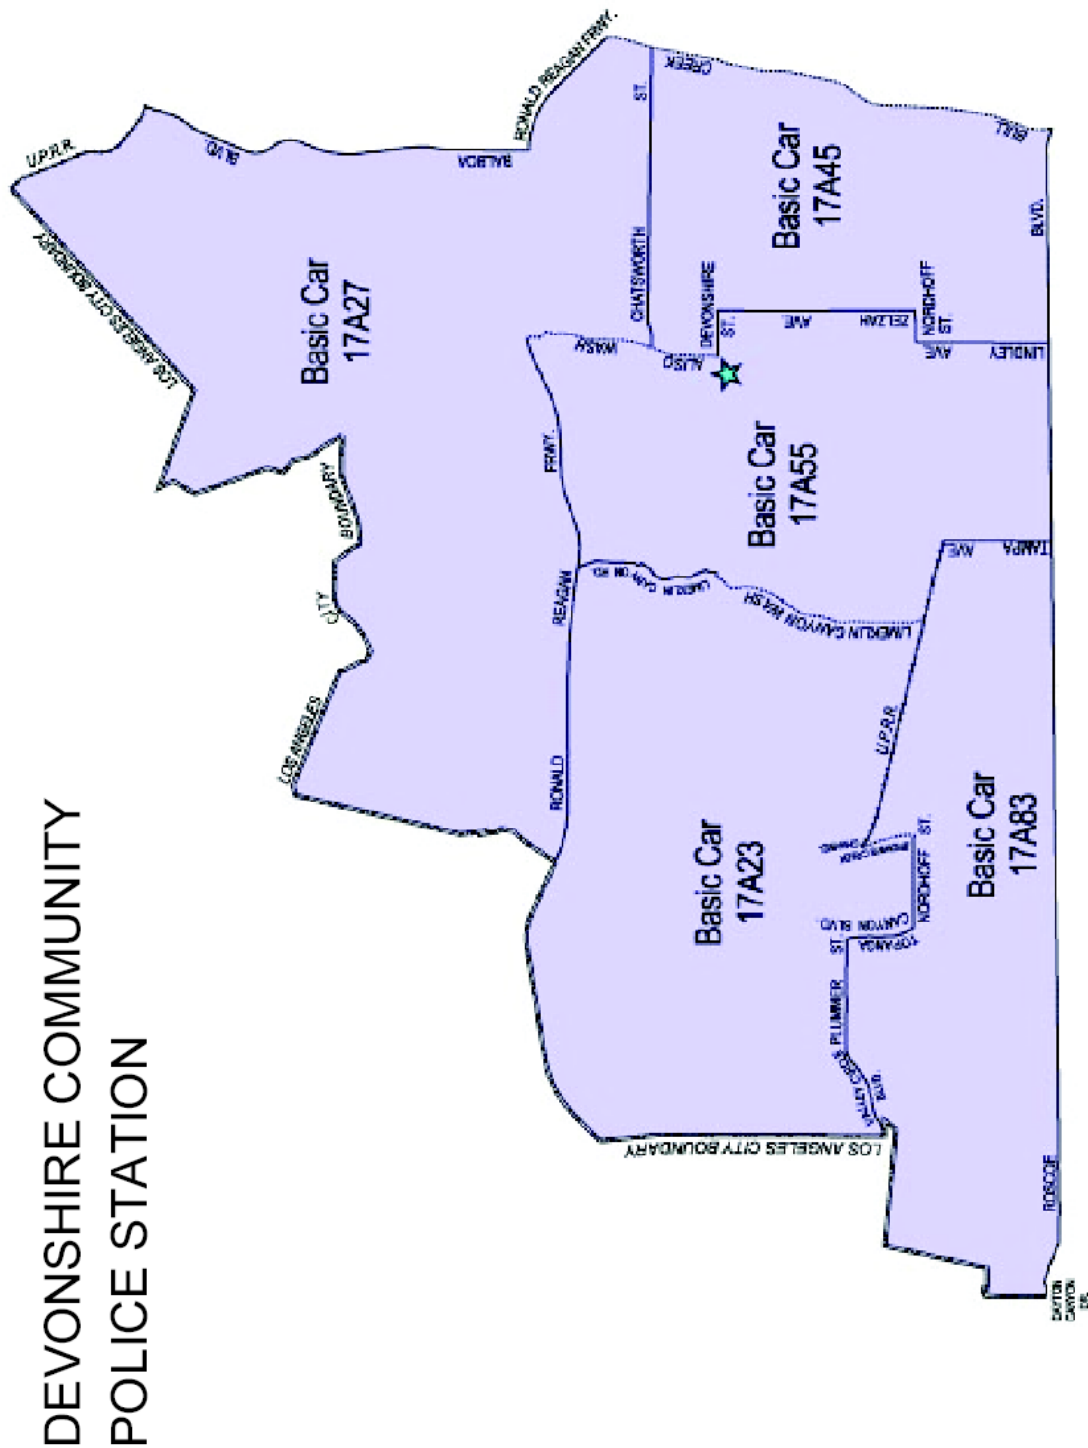 DEVONSHIRE COMMUNITY
POLICE STATION
U.P.R.R.
LOS ANGELES CITY BOUNDARY
BLVD.
BALBOA
RONALD REAGAN FRWY.
Basic Car
17A27
LOS ANGELES
CITY
BOUNDARY
RONALD
REAGAN
FRWY.
WASH
ALISO
CHATSWORTH
ST.
CREEK
BULL
DEVONSHIRE
ST.
ZELZAH
AVE
NORDHOFF
ST.
LINDLEY
AVE
Basic Car
17A45
BLVD.
Basic Car
17A55
LIMEKILN CANYON RD.
LIMEKILN CANYON WASH
TAMPA
AVE
U.P.R.R.
Basic Car
17A23
PLUMMER
ST.
TOPANGA
CANYON BLVD.
NORDHOFF
ST.
VALLEY CIRCLE
BLVD.
LOS ANGELES CITY BOUNDARY
Basic Car
17A83
ROSCOE
DAYTON
CANYON
DR.